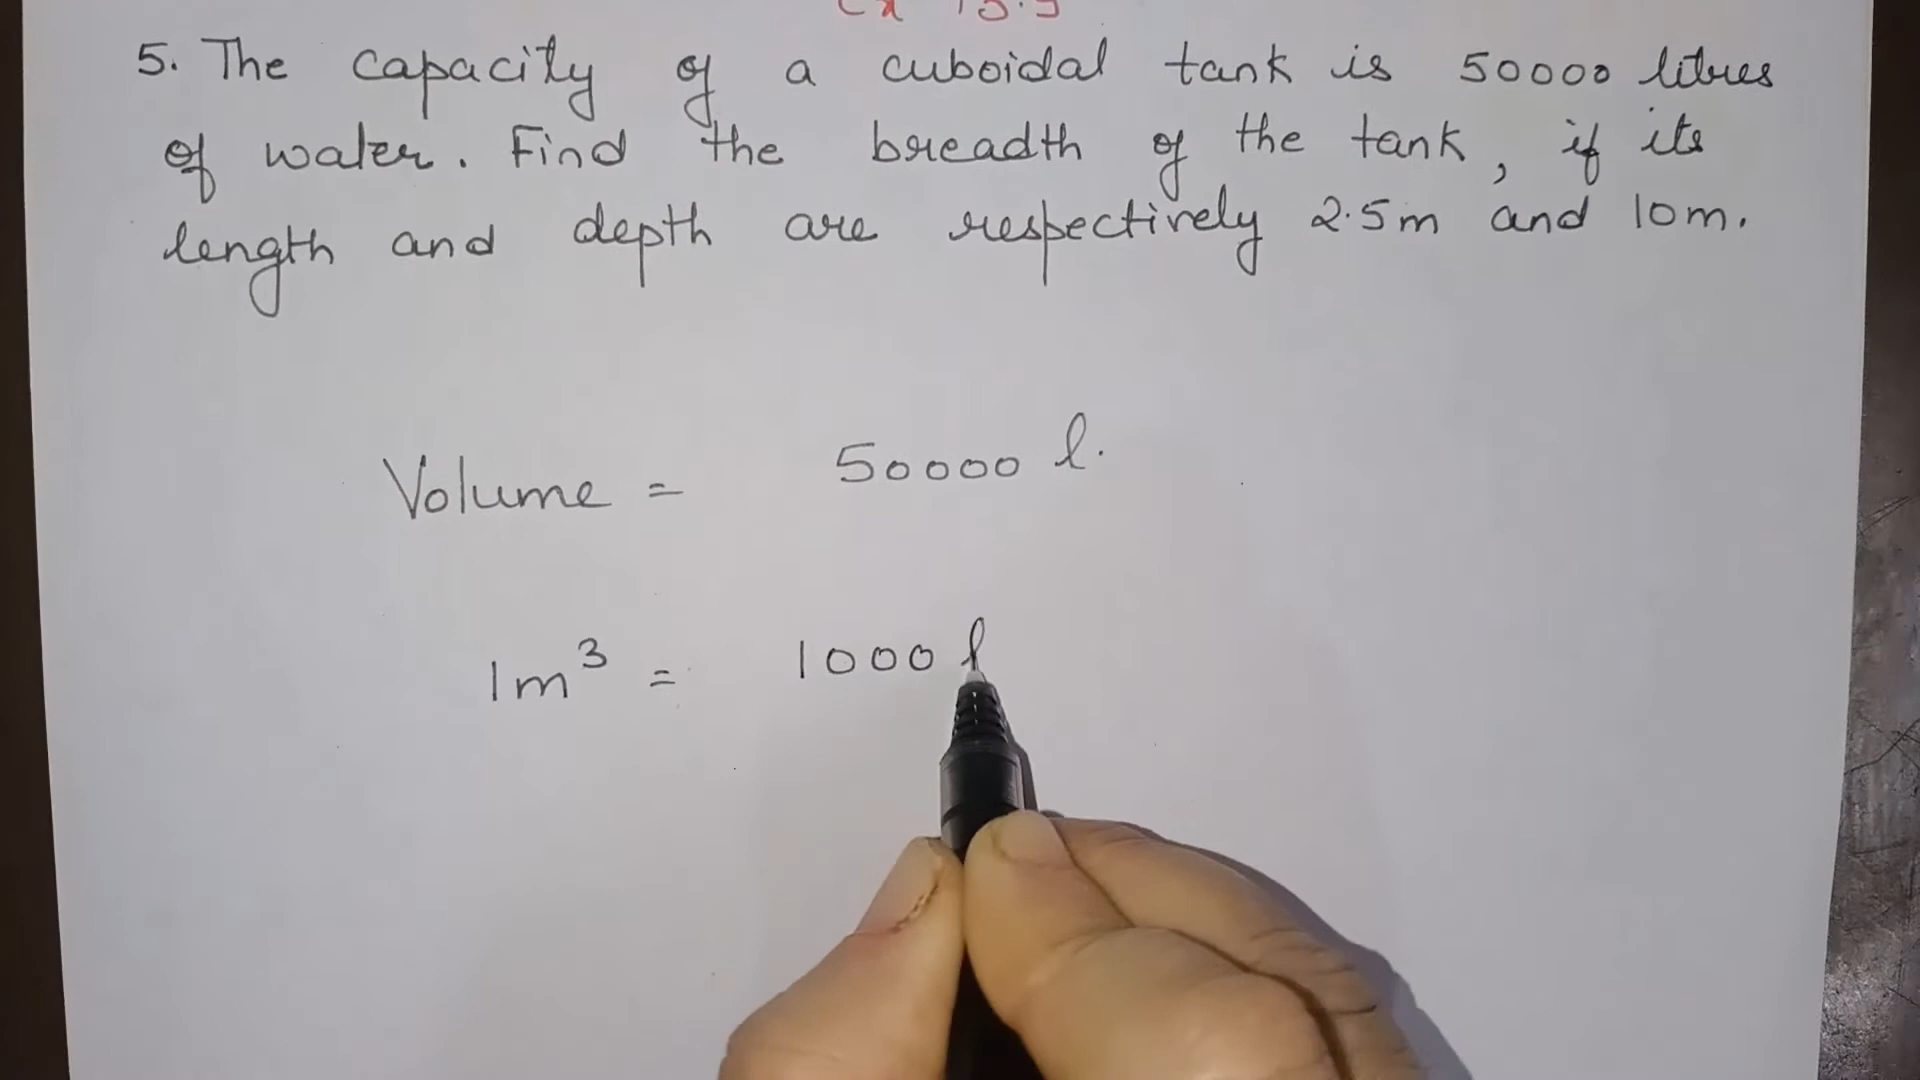 5. The capacity of a cuboidal tank is 50000 litres
of water. Find the breadth of the tank, if its
length and depth are respectively 2.5m and 10m.
Volume = 50000 l.
1m³ = 1000 l